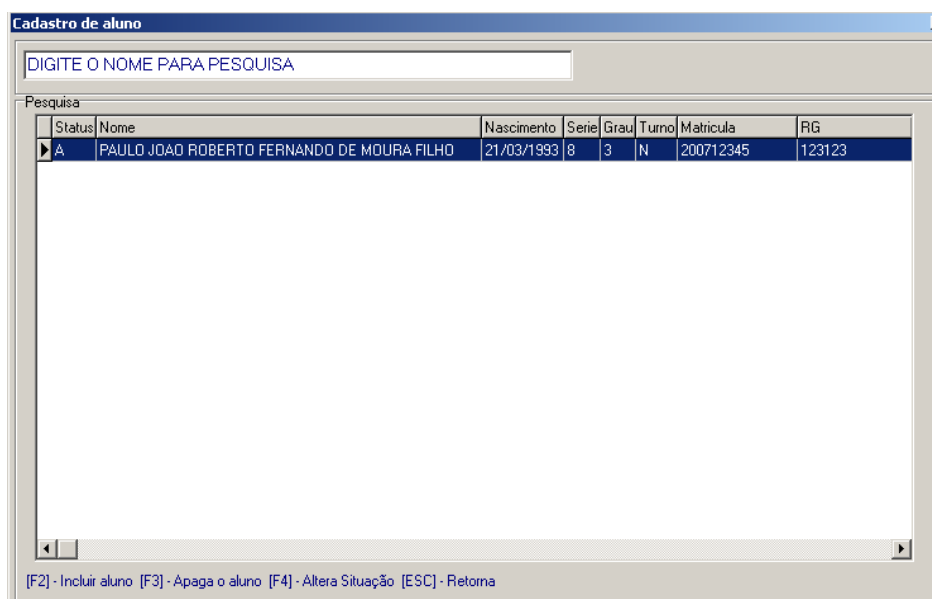 Cadastro de aluno
DIGITE O NOME PARA PESQUISA
Pesquisa
Status Nome Nascimento Serie Grau Turno Matricula RG
A PAULO JOAO ROBERTO FERNANDO DE MOURA FILHO 21/03/1993 8 3 N 200712345 123123
[F2] - Incluir aluno [F3] - Apaga o aluno [F4] - Altera Situação [ESC] - Retorna